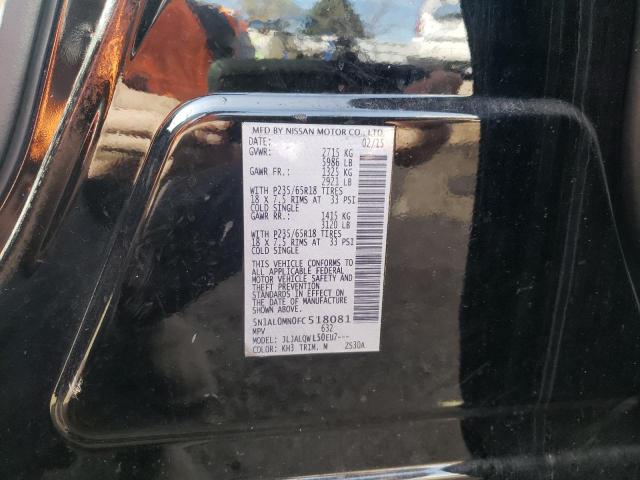 MFD BY NISSAN MOTOR CO., LTD.
DATE: 02/15
GVWR: 2715 KG
5986 LB
GAWR FR.: 1325 KG
2921 LB
WITH P235/65R18 TIRES
18 X 7.5 RIMS AT 33 PSI
COLD SINGLE
GAWR RR.: 1415 KG
3120 LB
WITH P235/65R18 TIRES
18 X 7.5 RIMS AT 33 PSI
COLD SINGLE
THIS VEHICLE CONFORMS TO
ALL APPLICABLE FEDERAL
MOTOR VEHICLE SAFETY AND
THEFT PREVENTION
STANDARDS IN EFFECT ON
THE DATE OF MANUFACTURE
SHOWN ABOVE.
5N1AL0MN0FC518081
MPV 632
MODEL: JLJALQWL50EU7---
COLOR: KH3 TRIM. M 2S30A